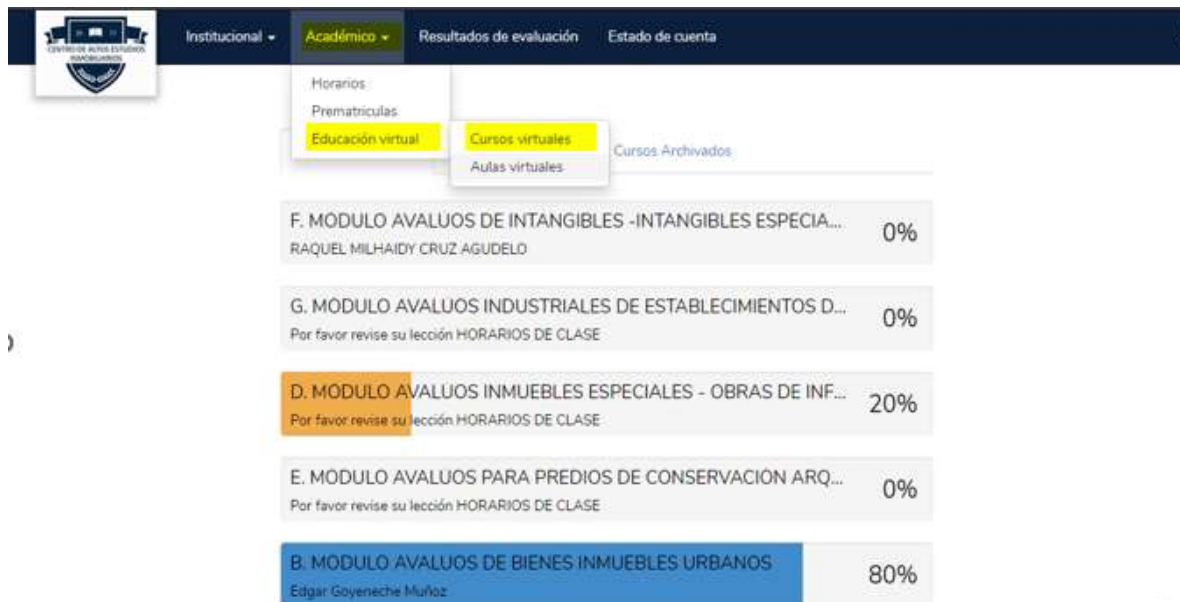 CENTRO DE ALTOS ESTUDIOS
INMOBILIARIOS
Institucional
Académico
Resultados de evaluación
Estado de cuenta
Horarios
Prematriculas
Educación virtual
Cursos virtuales
Aulas virtuales
Cursos Archivados
F. MODULO AVALUOS DE INTANGIBLES -INTANGIBLES ESPECIA... 0%
RAQUEL MILHAIDY CRUZ AGUDELO
G. MODULO AVALUOS INDUSTRIALES DE ESTABLECIMIENTOS D... 0%
Por favor revise su lección HORARIOS DE CLASE
D. MODULO AVALUOS INMUEBLES ESPECIALES - OBRAS DE INF... 20%
Por favor revise su lección HORARIOS DE CLASE
E. MODULO AVALUOS PARA PREDIOS DE CONSERVACION ARQ... 0%
Por favor revise su lección HORARIOS DE CLASE
B. MODULO AVALUOS DE BIENES INMUEBLES URBANOS 80%
Edgar Goyeneche Muñoz